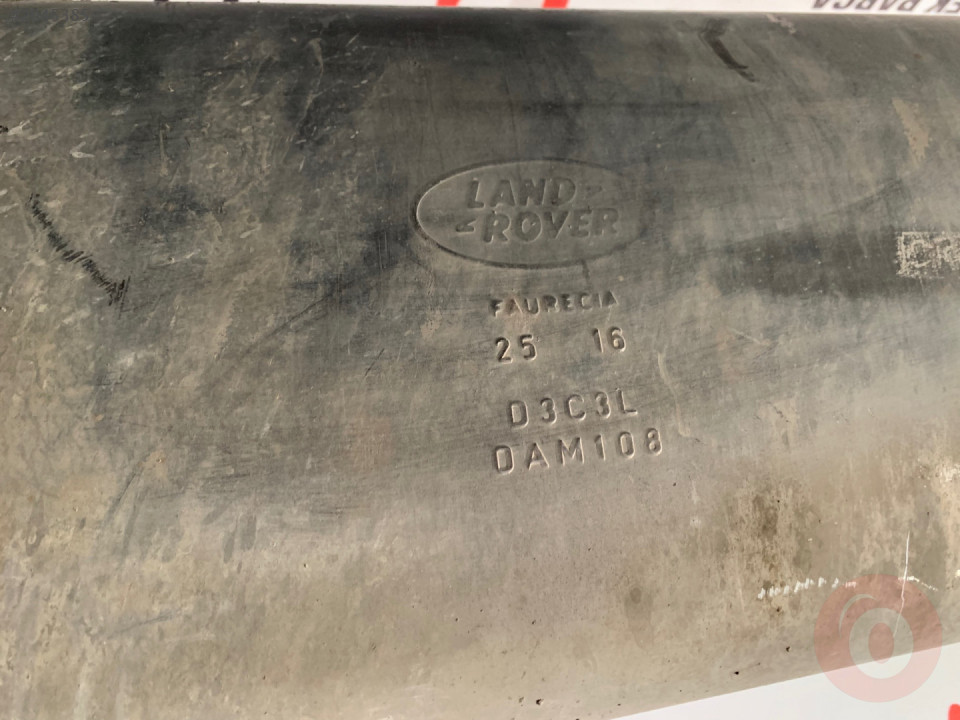 LAND
ROVER
FAURECIA
25 16
D3C3L
DAM108